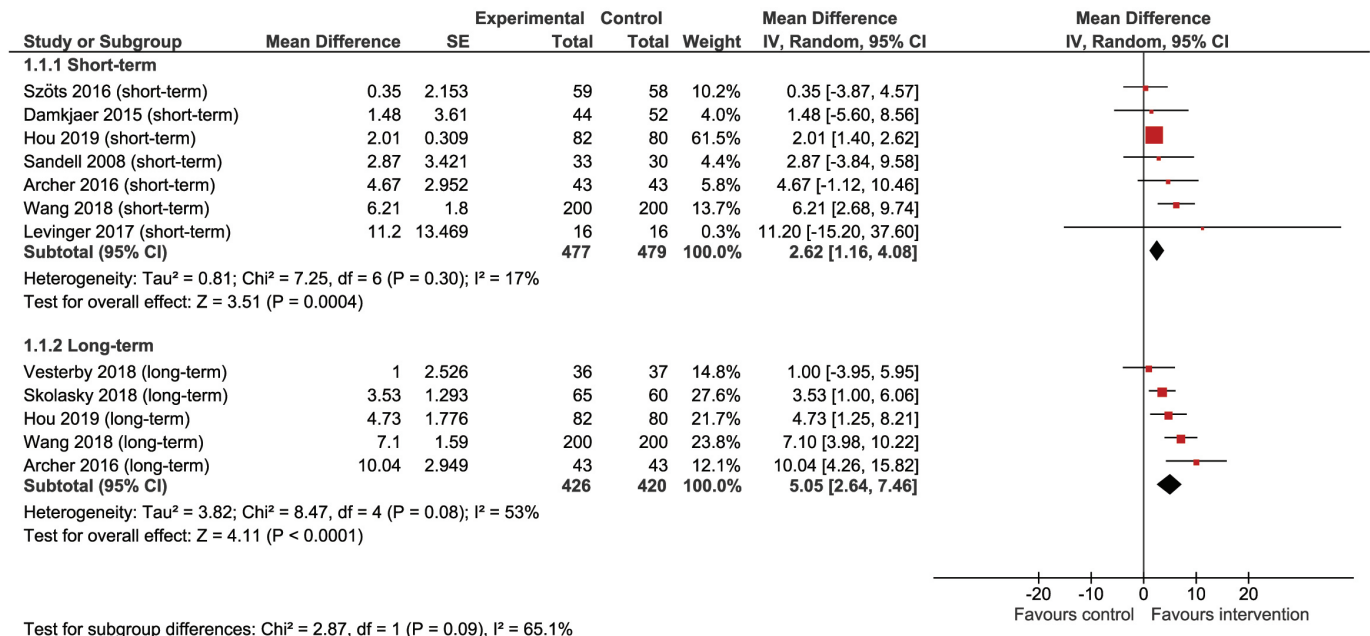 Experimental Control Mean Difference Mean Difference
Study or Subgroup Mean Difference SE Total Total Weight IV, Random, 95% CI IV, Random, 95% CI
1.1.1 Short-term
Szöts 2016 (short-term) 0.35 2.153 59 58 10.2% 0.35 [-3.87, 4.57]
Damkjaer 2015 (short-term) 1.48 3.61 44 52 4.0% 1.48 [-5.60, 8.56]
Hou 2019 (short-term) 2.01 0.309 82 80 61.5% 2.01 [1.40, 2.62]
Sandell 2008 (short-term) 2.87 3.421 33 30 4.4% 2.87 [-3.84, 9.58]
Archer 2016 (short-term) 4.67 2.952 43 43 5.8% 4.67 [-1.12, 10.46]
Wang 2018 (short-term) 6.21 1.8 200 200 13.7% 6.21 [2.68, 9.74]
Levinger 2017 (short-term) 11.2 13.469 16 16 0.3% 11.20 [-15.20, 37.60]
Subtotal (95% CI) 477 479 100.0% 2.62 [1.16, 4.08]
Heterogeneity: Tau² = 0.81; Chi² = 7.25, df = 6 (P = 0.30); I² = 17%
Test for overall effect: Z = 3.51 (P = 0.0004)
1.1.2 Long-term
Vesterby 2018 (long-term) 1 2.526 36 37 14.8% 1.00 [-3.95, 5.95]
Skolasky 2018 (long-term) 3.53 1.293 65 60 27.6% 3.53 [1.00, 6.06]
Hou 2019 (long-term) 4.73 1.776 82 80 21.7% 4.73 [1.25, 8.21]
Wang 2018 (long-term) 7.1 1.59 200 200 23.8% 7.10 [3.98, 10.22]
Archer 2016 (long-term) 10.04 2.949 43 43 12.1% 10.04 [4.26, 15.82]
Subtotal (95% CI) 426 420 100.0% 5.05 [2.64, 7.46]
Heterogeneity: Tau² = 3.82; Chi² = 8.47, df = 4 (P = 0.08); I² = 53%
Test for overall effect: Z = 4.11 (P < 0.0001)
-20 -10 0 10 20
Favours control Favours intervention
Test for subgroup differences: Chi² = 2.87, df = 1 (P = 0.09), I² = 65.1%